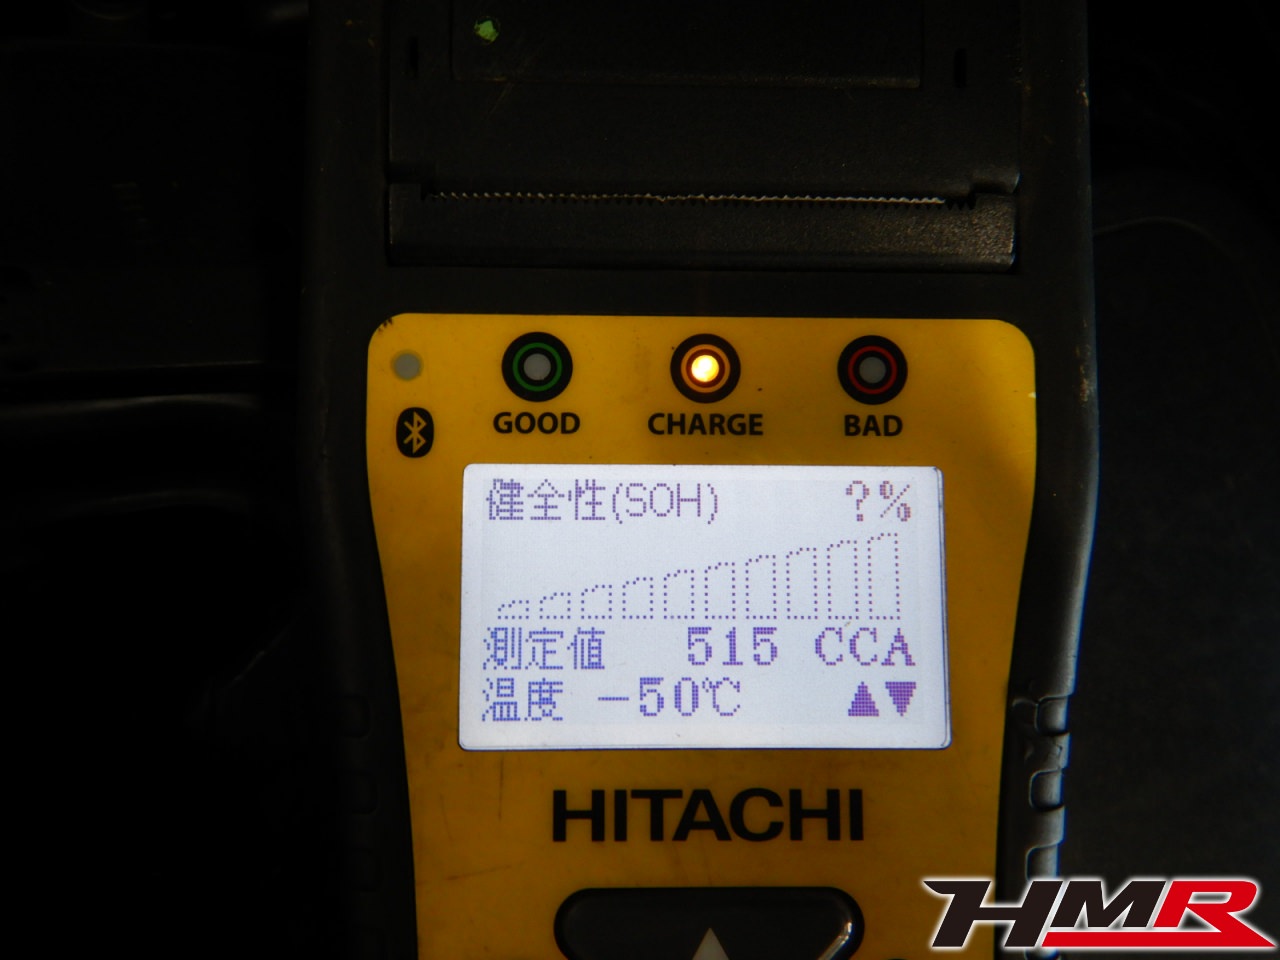 GOOD CHARGE BAD
健全性(SOH) ?%
測定値 515 CCA
温度 -50℃ ▲▼
HITACHI
HMR